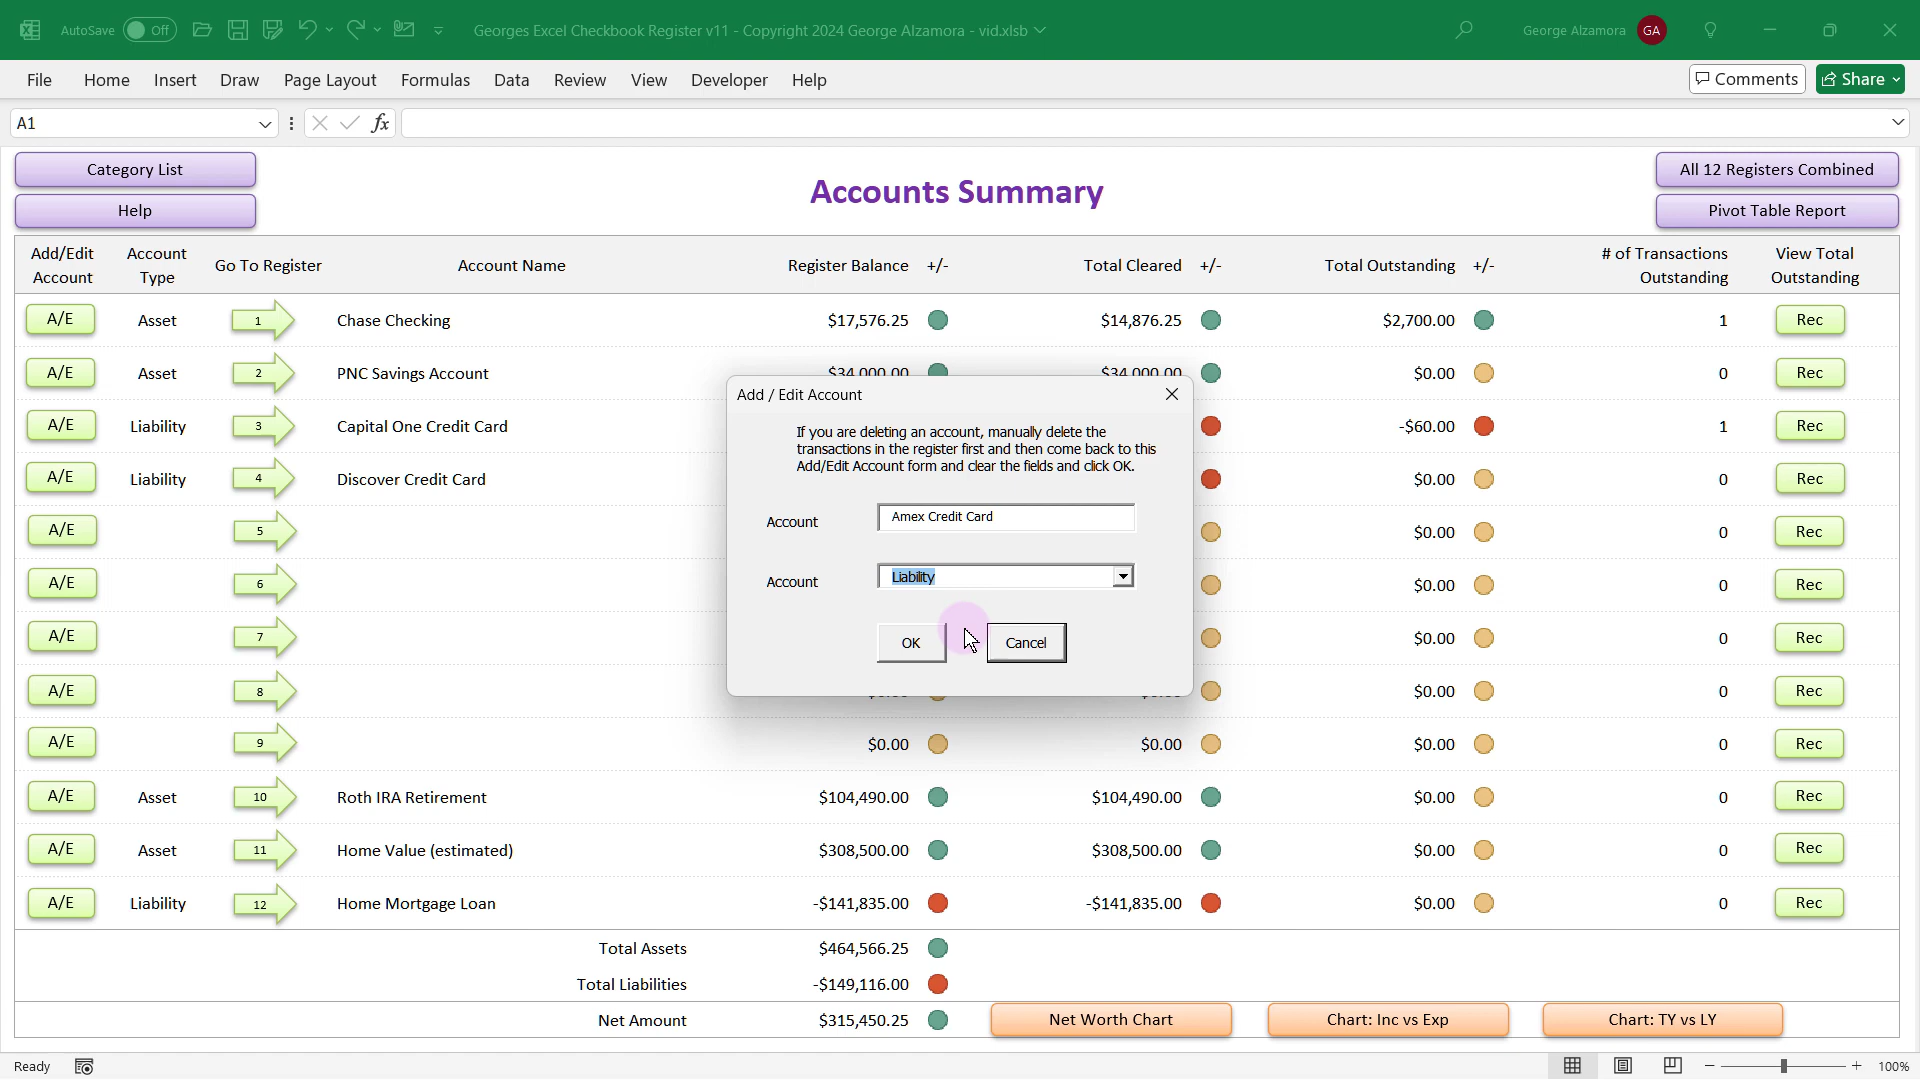 AutoSave Off Georges Excel Checkbook Register v11 - Copyright 2024 George Alzamora - vid.xlsb George Alzamora GA
File Home Insert Draw Page Layout Formulas Data Review View Developer Help Comments Share
A1 fx
Category List All 12 Registers Combined
Accounts Summary
Help Pivot Table Report
Add/Edit Account Account Type Go To Register Account Name Register Balance +/- Total Cleared +/- Total Outstanding +/- # of Transactions Outstanding View Total Outstanding
A/E Asset 1 Chase Checking $17,576.25 $14,876.25 $2,700.00 1 Rec
A/E Asset 2 PNC Savings Account $34,000.00 $34,000.00 $0.00 0 Rec
A/E Liability 3 Capital One Credit Card -$60.00 1 Rec
A/E Liability 4 Discover Credit Card $0.00 0 Rec
A/E 5 $0.00 0 Rec
A/E 6 $0.00 0 Rec
A/E 7 $0.00 0 Rec
A/E 8 $0.00 0 Rec
A/E 9 $0.00 $0.00 $0.00 0 Rec
A/E Asset 10 Roth IRA Retirement $104,490.00 $104,490.00 $0.00 0 Rec
A/E Asset 11 Home Value (estimated) $308,500.00 $308,500.00 $0.00 0 Rec
A/E Liability 12 Home Mortgage Loan -$141,835.00 -$141,835.00 $0.00 0 Rec
Total Assets $464,566.25
Total Liabilities -$149,116.00
Net Amount $315,450.25 Net Worth Chart Chart: Inc vs Exp Chart: TY vs LY
Add / Edit Account
If you are deleting an account, manually delete the
transactions in the register first and then come back to this
Add/Edit Account form and clear the fields and click OK.
Account Amex Credit Card
Account Liability
OK Cancel
Ready 100%